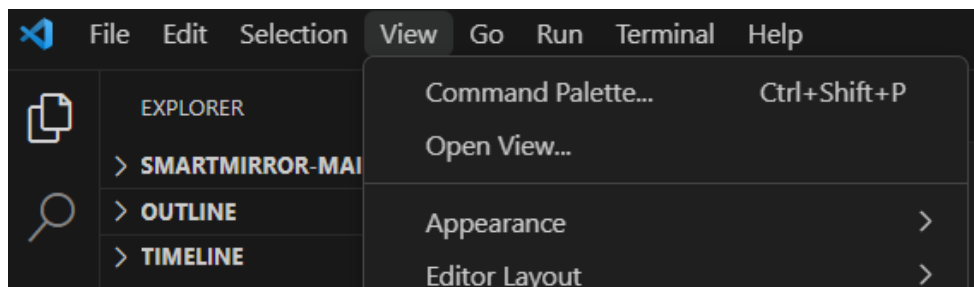 File Edit Selection View Go Run Terminal Help
EXPLORER
SMARTMIRROR-MAI
OUTLINE
TIMELINE
Command Palette... Ctrl+Shift+P
Open View...
Appearance
Editor Layout